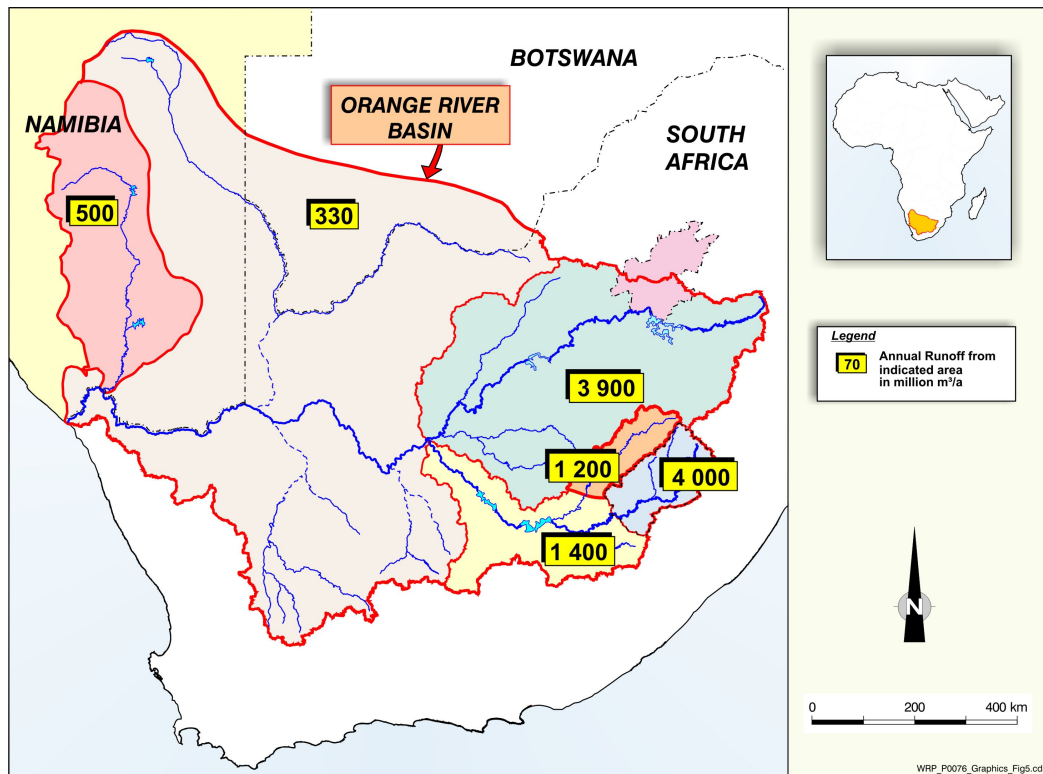 BOTSWANA
ORANGE RIVER
BASIN
NAMIBIA
SOUTH
AFRICA
500
330
3 900
1 200
4 000
1 400
Legend
70
Annual Runoff from
indicated area
in million m³/a
N
0 200 400 km
WRP_P0076_Graphics_Fig5.cd